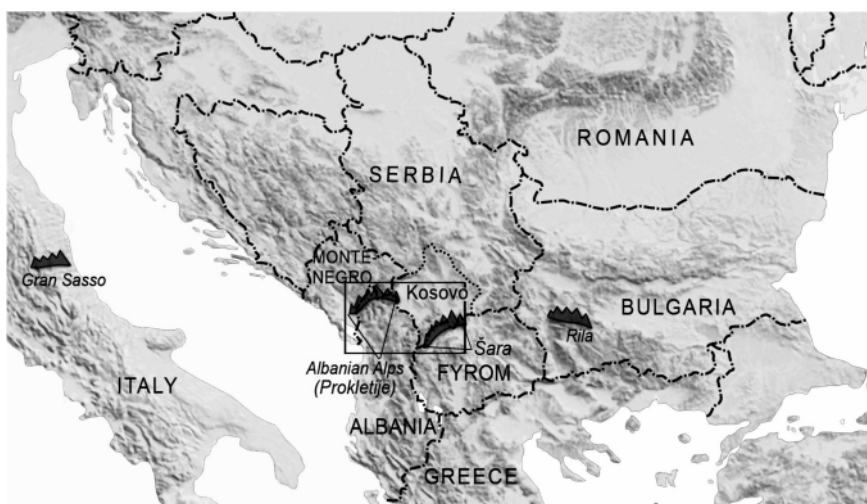 ROMANIA
SERBIA
MONTE-
NEGRO
Gran Sasso
Kosovo
BULGARIA
Rila
Šara
Albanian Alps
(Prokletije)
FYROM
ITALY
ALBANIA
GREECE